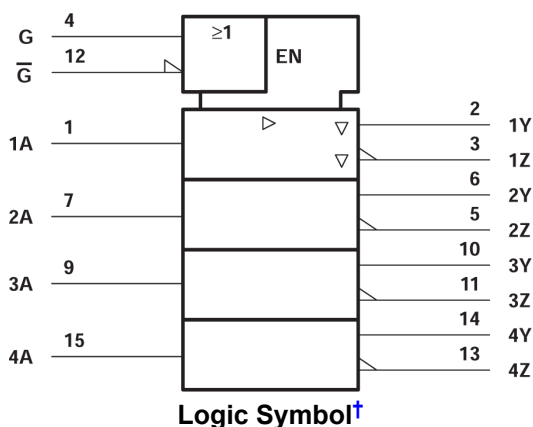 G 4 ≥1 EN
G̅ 12
1A 1 ▷ ▽ 2 1Y
▽ 3 1Z
2A 7 6 2Y
5 2Z
3A 9 10 3Y
11 3Z
4A 15 14 4Y
13 4Z
Logic Symbol†